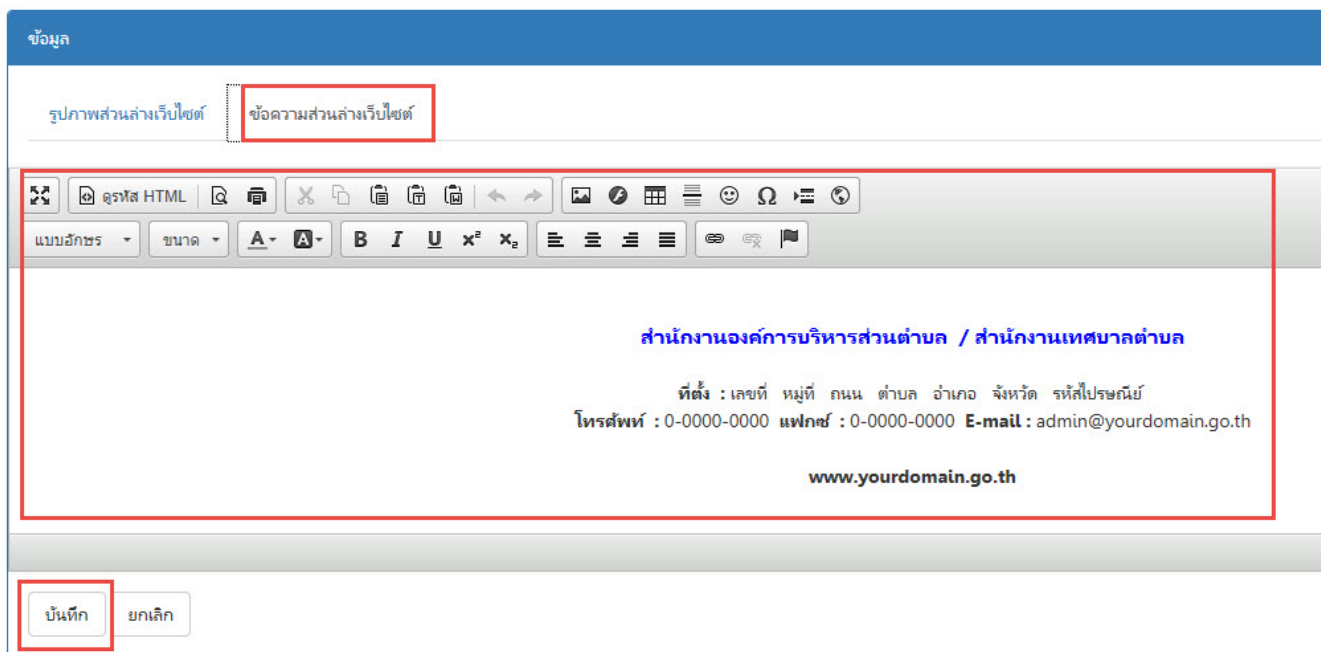 ข้อมูล
รูปภาพส่วนล่างเว็บไซต์ ข้อความส่วนล่างเว็บไซต์
ดูรหัส HTML
แบบอักษร ขนาด A A B I U x² x₂
สำนักงานองค์การบริหารส่วนตำบล / สำนักงานเทศบาลตำบล
ที่ตั้ง : เลขที่ หมู่ที่ ถนน ตำบล อำเภอ จังหวัด รหัสไปรษณีย์
โทรศัพท์ : 0-0000-0000 แฟกซ์ : 0-0000-0000 E-mail : admin@yourdomain.go.th
www.yourdomain.go.th
บันทึก ยกเลิก